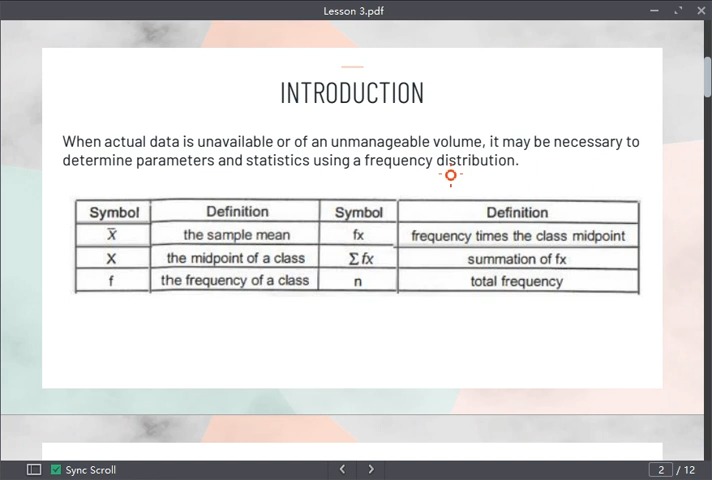 Lesson 3.pdf
INTRODUCTION
When actual data is unavailable or of an unmanageable volume, it may be necessary to
determine parameters and statistics using a frequency distribution.
Symbol Definition Symbol Definition
X̅ the sample mean fx frequency times the class midpoint
X the midpoint of a class Σfx summation of fx
f the frequency of a class n total frequency
Sync Scroll 2 / 12